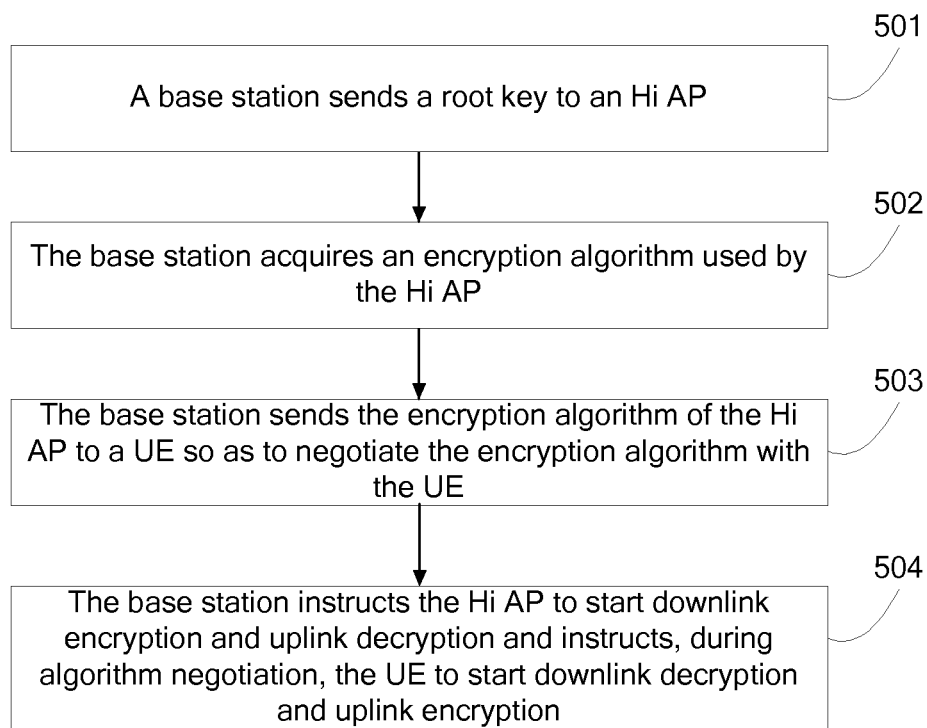 501
A base station sends a root key to an Hi AP
502
The base station acquires an encryption algorithm used by
the Hi AP
503
The base station sends the encryption algorithm of the Hi
AP to a UE so as to negotiate the encryption algorithm with
the UE
504
The base station instructs the Hi AP to start downlink
encryption and uplink decryption and instructs, during
algorithm negotiation, the UE to start downlink decryption
and uplink encryption